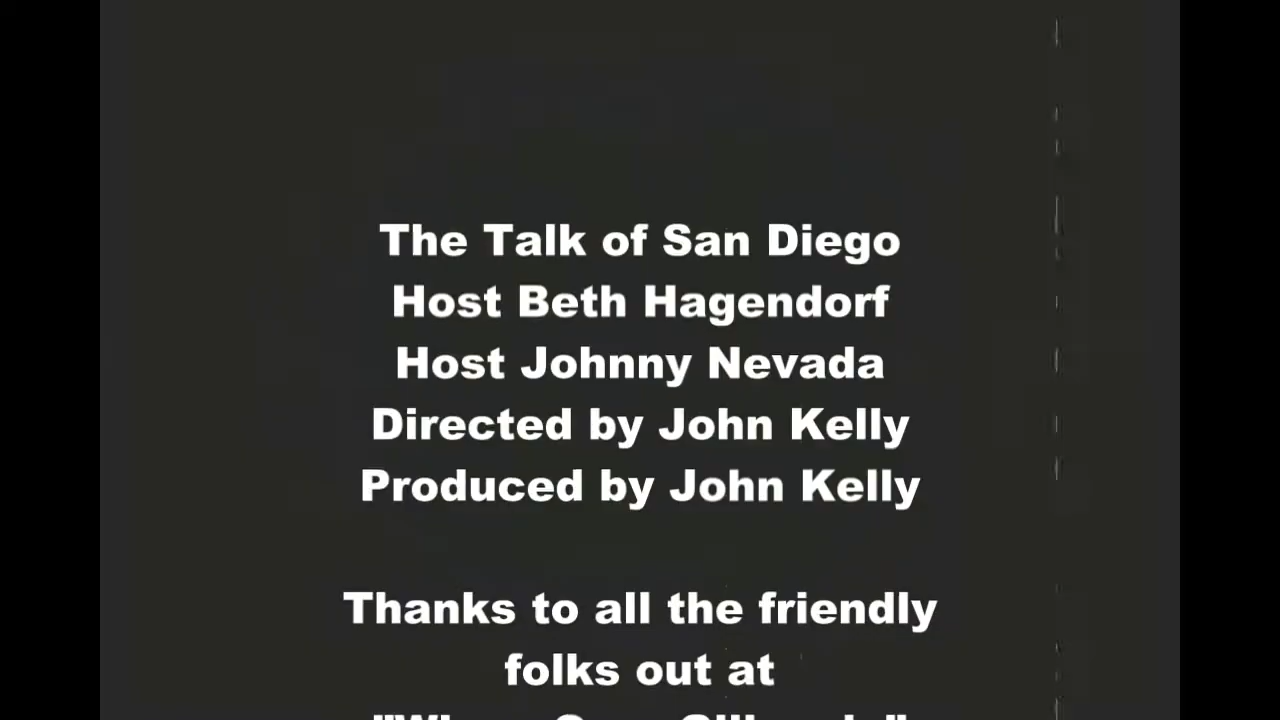 The Talk of San Diego
Host Beth Hagendorf
Host Johnny Nevada
Directed by John Kelly
Produced by John Kelly
Thanks to all the friendly
folks out at